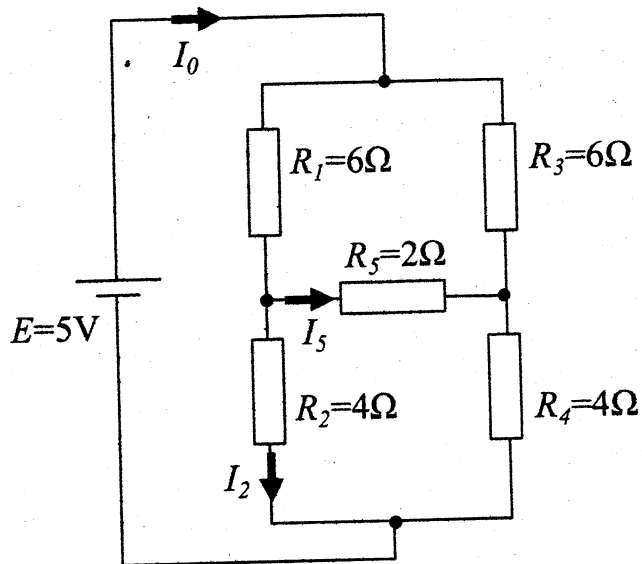 I₀
R₁=6Ω
R₃=6Ω
R₅=2Ω
E=5V
I₅
R₂=4Ω
R₄=4Ω
I₂